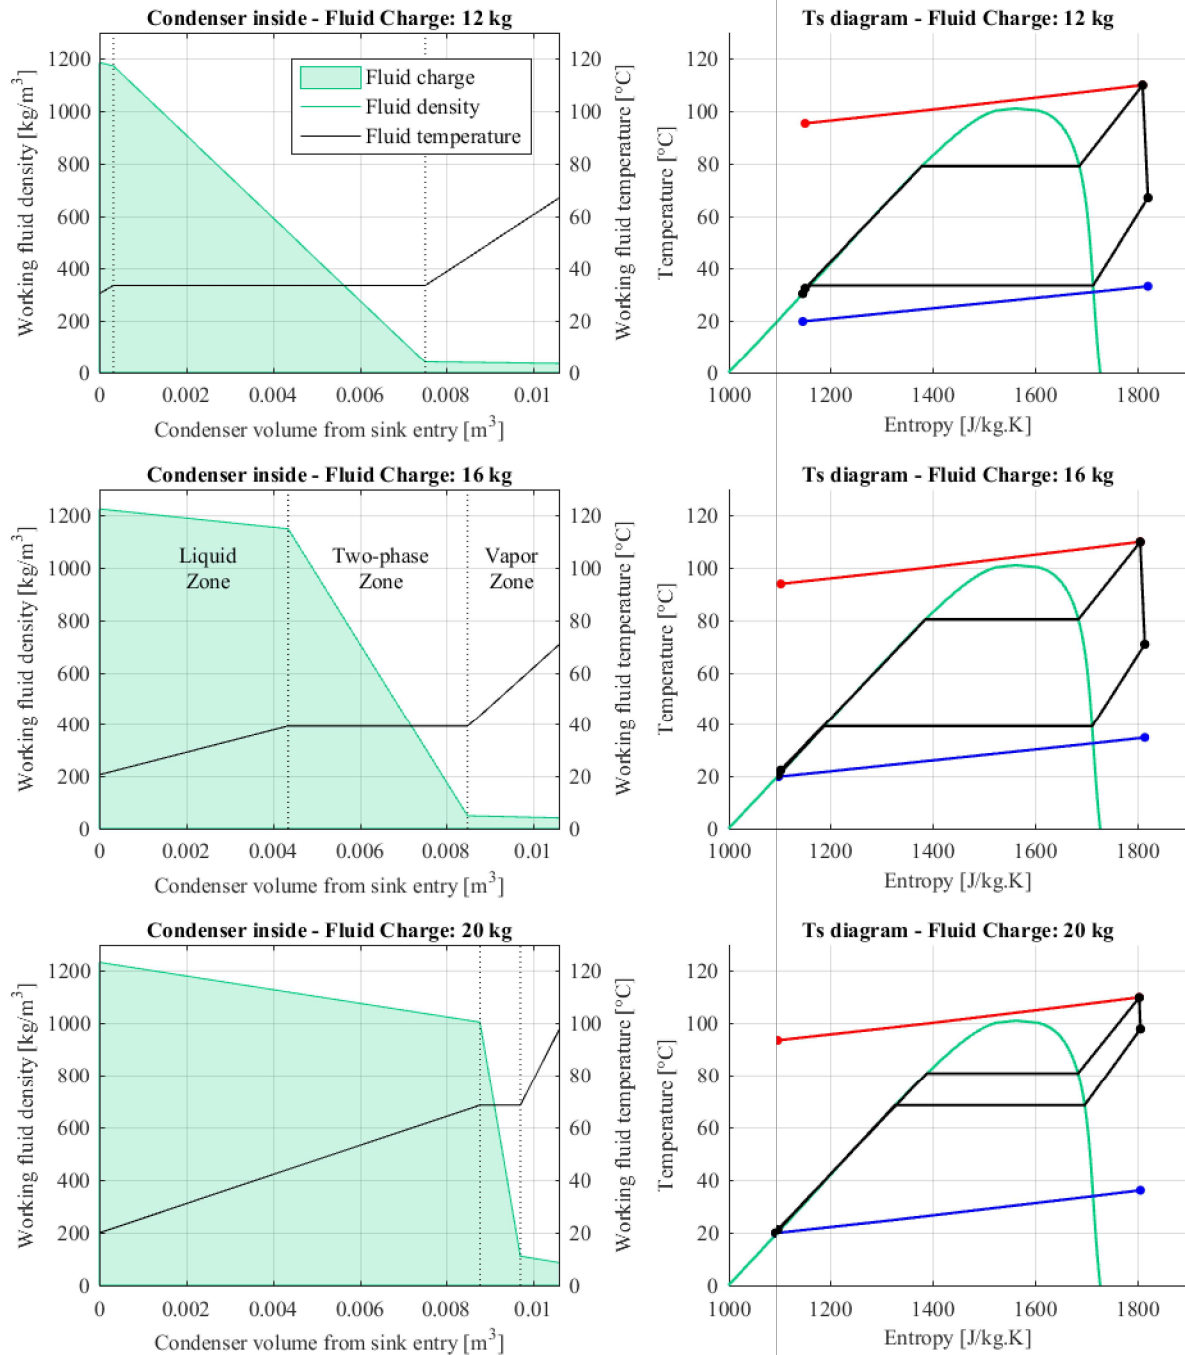 Condenser inside - Fluid Charge: 12 kg
Ts diagram - Fluid Charge: 12 kg
Working fluid density [kg/m³]
1200
1000
800
600
400
200
0
Fluid charge
Fluid density
Fluid temperature
120
100
80
60
40
20
0
Working fluid temperature [°C]
0 0.002 0.004 0.006 0.008 0.01
Condenser volume from sink entry [m³]
Temperature [°C]
120
100
80
60
40
20
0
1000 1200 1400 1600 1800
Entropy [J/kg.K]
Condenser inside - Fluid Charge: 16 kg
Ts diagram - Fluid Charge: 16 kg
Working fluid density [kg/m³]
1200
1000
800
600
400
200
0
Liquid
Zone
Two-phase
Zone
Vapor
Zone
120
100
80
60
40
20
0
Working fluid temperature [°C]
0 0.002 0.004 0.006 0.008 0.01
Condenser volume from sink entry [m³]
Temperature [°C]
120
100
80
60
40
20
0
1000 1200 1400 1600 1800
Entropy [J/kg.K]
Condenser inside - Fluid Charge: 20 kg
Ts diagram - Fluid Charge: 20 kg
Working fluid density [kg/m³]
1200
1000
800
600
400
200
0
120
100
80
60
40
20
0
Working fluid temperature [°C]
0 0.002 0.004 0.006 0.008 0.01
Condenser volume from sink entry [m³]
Temperature [°C]
120
100
80
60
40
20
0
1000 1200 1400 1600 1800
Entropy [J/kg.K]